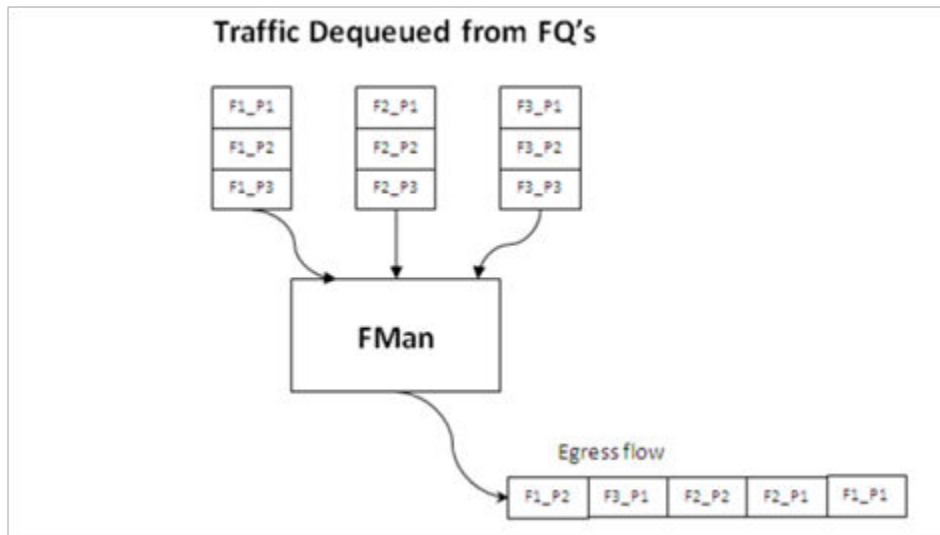 Traffic Dequeued from FQ's
F1_P1 F2_P1 F3_P1
F1_P2 F2_P2 F3_P2
F1_P3 F2_P3 F3_P3
FMan
Egress flow
F1_P2 F3_P1 F2_P2 F2_P1 F1_P1